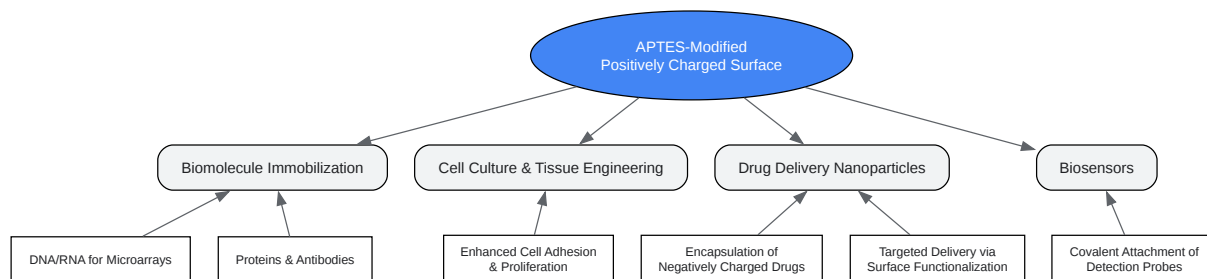 APTES-Modified
Positively Charged Surface
Biomolecule Immobilization
Cell Culture & Tissue Engineering
Drug Delivery Nanoparticles
Biosensors
DNA/RNA for Microarrays
Proteins & Antibodies
Enhanced Cell Adhesion
& Proliferation
Encapsulation of
Negatively Charged Drugs
Targeted Delivery via
Surface Functionalization
Covalent Attachment of
Detection Probes